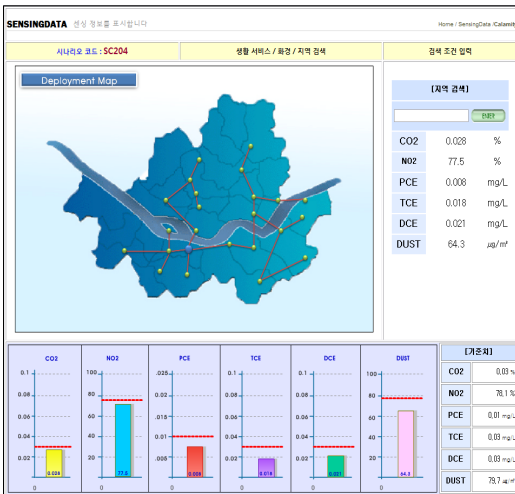 SENSINGDATA 센싱 정보를 표시합니다
Home / SensingData /Calamity
시나리오 코드 : SC204
생활 서비스 / 환경 / 지역 검색
검색 조건 입력
Deployment Map
[지역 검색]
CO2 0.028 %
NO2 77.5 %
PCE 0.008 mg/L
TCE 0.018 mg/L
DCE 0.021 mg/L
DUST 64.3 μg/m³
CO2
0.1
0.08
0.06
0.04
0.02
0
0.028
NO2
100
80
60
40
20
0
77.5
PCE
.025
.02
.015
0.01
.005
0
0.008
TCE
0.1
0.08
0.06
0.04
0.02
0
0.018
DCE
0.1
0.08
0.06
0.04
0.02
0
0.021
DUST
100
80
60
40
20
0
64.3
[기준치]
CO2 0,03 %
NO2 78,1 %
PCE 0,01 mg/L
TCE 0,03 mg/L
DCE 0,03 mg/L
DUST 79,7 μg/m³